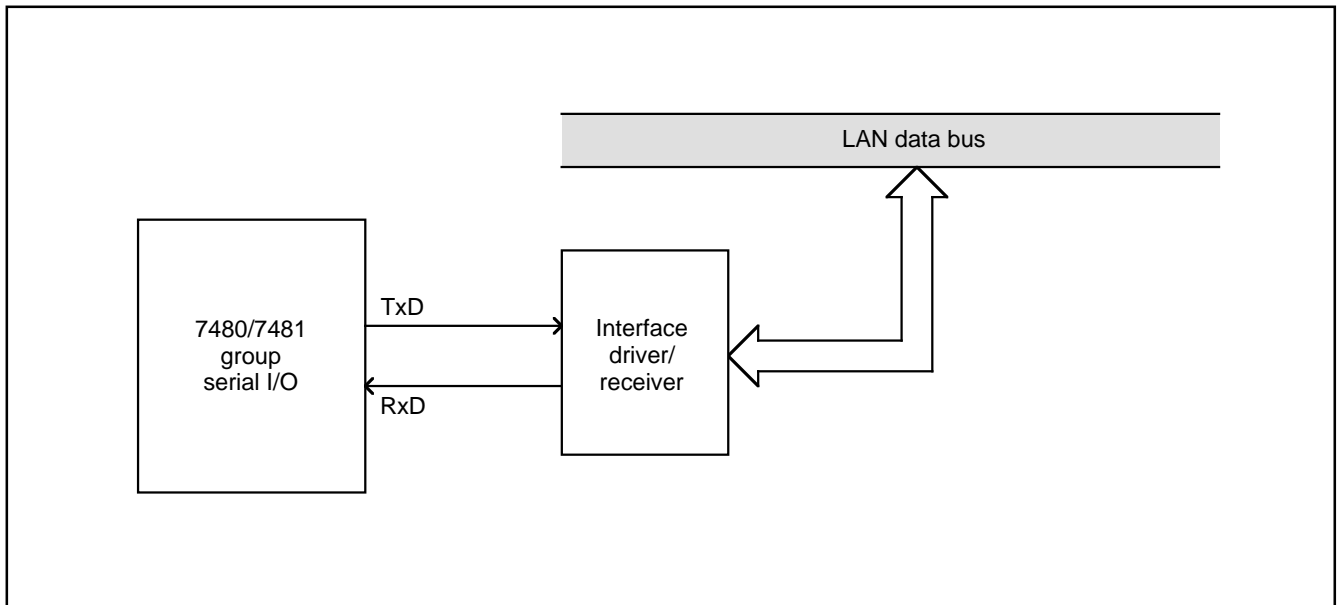 LAN data bus
TxD
7480/7481
group
serial I/O
Interface
driver/
receiver
RxD